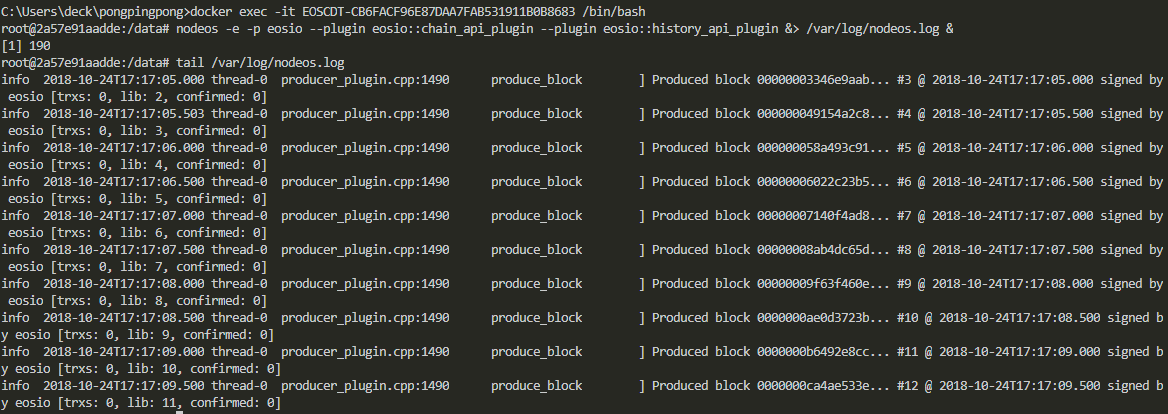 C:\Users\deck\pongpingpong>docker exec -it EOSCDT-CB6FACF96E87DAA7FAB531911B0B8683 /bin/bash
root@2a57e91aadde:/data# nodeos -e -p eosio --plugin eosio::chain_api_plugin --plugin eosio::history_api_plugin &> /var/log/nodeos.log &
[1] 190
root@2a57e91aadde:/data# tail /var/log/nodeos.log
info  2018-10-24T17:17:05.000 thread-0  producer_plugin.cpp:1490      produce_block        ] Produced block 00000003346e9aab... #3 @ 2018-10-24T17:17:05.000 signed by
 eosio [trxs: 0, lib: 2, confirmed: 0]
info  2018-10-24T17:17:05.503 thread-0  producer_plugin.cpp:1490      produce_block        ] Produced block 000000049154a2c8... #4 @ 2018-10-24T17:17:05.500 signed by
 eosio [trxs: 0, lib: 3, confirmed: 0]
info  2018-10-24T17:17:06.000 thread-0  producer_plugin.cpp:1490      produce_block        ] Produced block 000000058a493c91... #5 @ 2018-10-24T17:17:06.000 signed by
 eosio [trxs: 0, lib: 4, confirmed: 0]
info  2018-10-24T17:17:06.500 thread-0  producer_plugin.cpp:1490      produce_block        ] Produced block 00000006022c23b5... #6 @ 2018-10-24T17:17:06.500 signed by
 eosio [trxs: 0, lib: 5, confirmed: 0]
info  2018-10-24T17:17:07.000 thread-0  producer_plugin.cpp:1490      produce_block        ] Produced block 00000007140f4ad8... #7 @ 2018-10-24T17:17:07.000 signed by
 eosio [trxs: 0, lib: 6, confirmed: 0]
info  2018-10-24T17:17:07.500 thread-0  producer_plugin.cpp:1490      produce_block        ] Produced block 00000008ab4dc65d... #8 @ 2018-10-24T17:17:07.500 signed by
 eosio [trxs: 0, lib: 7, confirmed: 0]
info  2018-10-24T17:17:08.000 thread-0  producer_plugin.cpp:1490      produce_block        ] Produced block 00000009f63f460e... #9 @ 2018-10-24T17:17:08.000 signed by
 eosio [trxs: 0, lib: 8, confirmed: 0]
info  2018-10-24T17:17:08.500 thread-0  producer_plugin.cpp:1490      produce_block        ] Produced block 0000000ae0d3723b... #10 @ 2018-10-24T17:17:08.500 signed b
y eosio [trxs: 0, lib: 9, confirmed: 0]
info  2018-10-24T17:17:09.000 thread-0  producer_plugin.cpp:1490      produce_block        ] Produced block 0000000b6492e8cc... #11 @ 2018-10-24T17:17:09.000 signed b
y eosio [trxs: 0, lib: 10, confirmed: 0]
info  2018-10-24T17:17:09.500 thread-0  producer_plugin.cpp:1490      produce_block        ] Produced block 0000000ca4ae533e... #12 @ 2018-10-24T17:17:09.500 signed b
y eosio [trxs: 0, lib: 11, confirmed: 0]